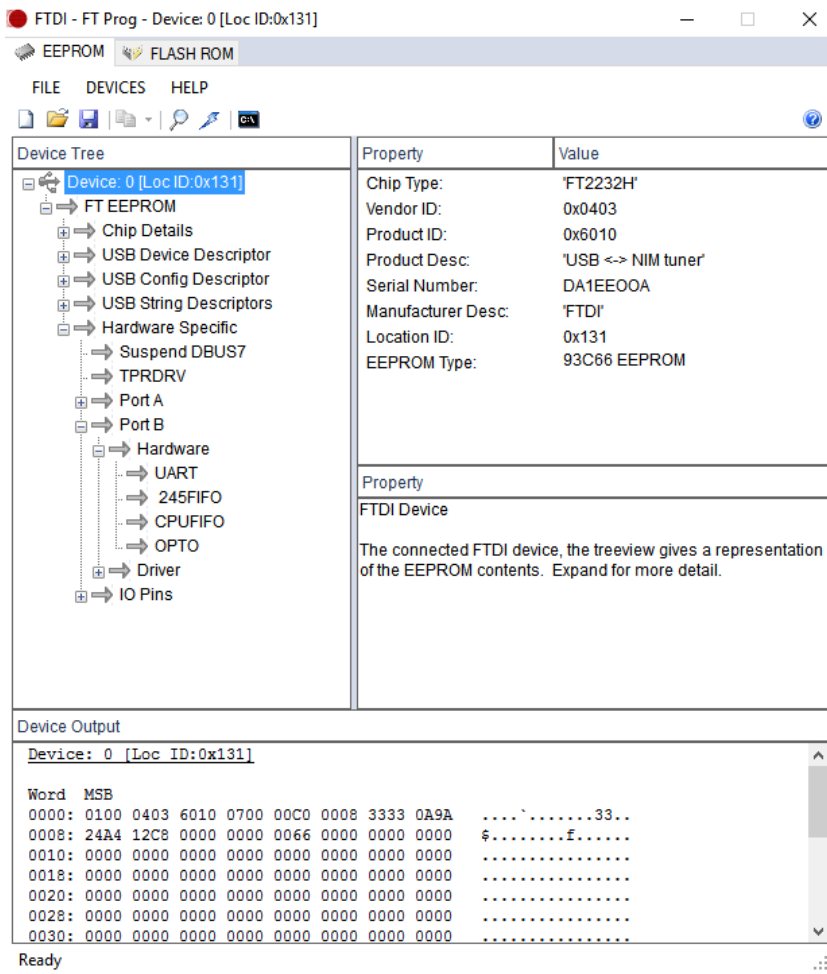 FTDI - FT Prog - Device: 0 [Loc ID:0x131]
EEPROM FLASH ROM
FILE DEVICES HELP
C:\
Device Tree
Device: 0 [Loc ID:0x131]
FT EEPROM
Chip Details
USB Device Descriptor
USB Config Descriptor
USB String Descriptors
Hardware Specific
Suspend DBUS7
TPRDRV
Port A
Port B
Hardware
UART
245FIFO
CPUFIFO
OPTO
Driver
IO Pins
Property Value
Chip Type: 'FT2232H'
Vendor ID: 0x0403
Product ID: 0x6010
Product Desc: 'USB <-> NIM tuner'
Serial Number: DA1EEOOA
Manufacturer Desc: 'FTDI'
Location ID: 0x131
EEPROM Type: 93C66 EEPROM
Property
FTDI Device
The connected FTDI device, the treeview gives a representation
of the EEPROM contents. Expand for more detail.
Device Output
Device: 0 [Loc ID:0x131]
Word MSB
0000: 0100 0403 6010 0700 00C0 0008 3333 0A9A ....`.......33..
0008: 24A4 12C8 0000 0000 0066 0000 0000 0000 $........f......
0010: 0000 0000 0000 0000 0000 0000 0000 0000 ................
0018: 0000 0000 0000 0000 0000 0000 0000 0000 ................
0020: 0000 0000 0000 0000 0000 0000 0000 0000 ................
0028: 0000 0000 0000 0000 0000 0000 0000 0000 ................
0030: 0000 0000 0000 0000 0000 0000 0000 0000 ................
Ready